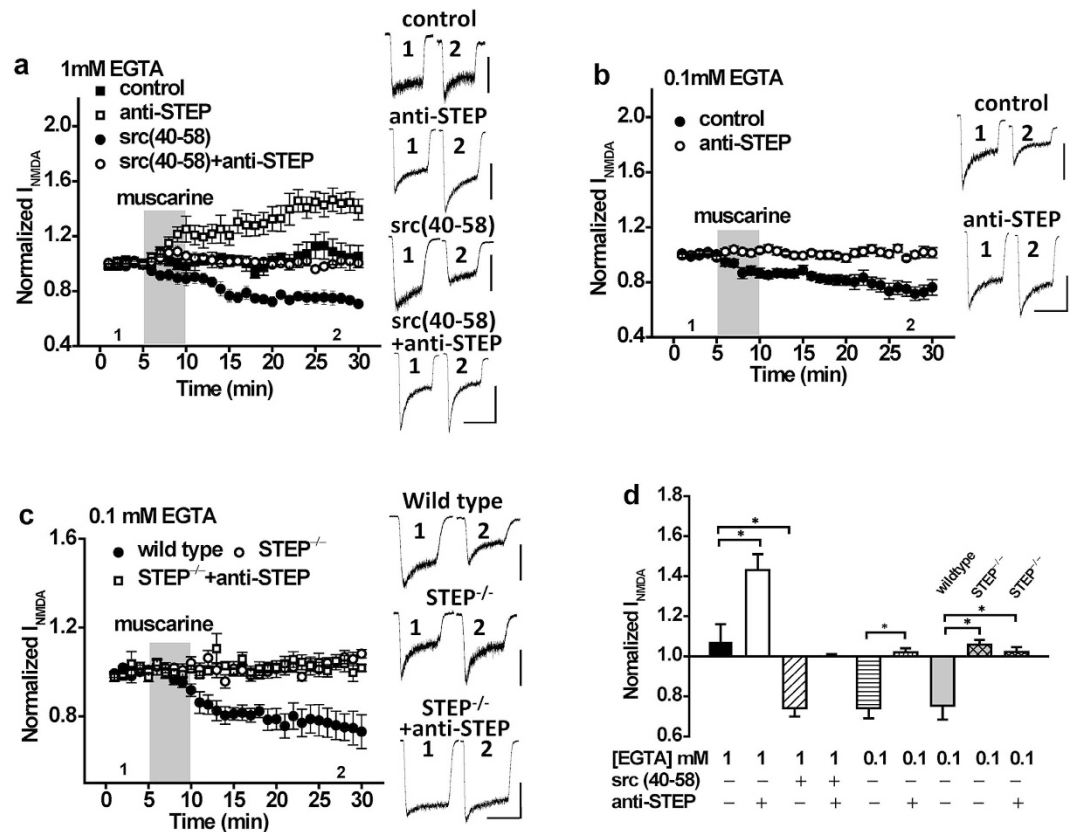 a
1mM EGTA
control
anti-STEP
src(40-58)
src(40-58)+anti-STEP
muscarine
Normalized I_NMDA
2.0
1.6
1.2
0.8
0.4
1
2
0 5 10 15 20 25 30
Time (min)
control
1 2
anti-STEP
1 2
src(40-58)
1 2
src(40-58)
+anti-STEP
1 2
b
0.1mM EGTA
control
anti-STEP
muscarine
Normalized I_NMDA
2.0
1.6
1.2
0.8
0.4
1
2
0 5 10 15 20 25 30
Time (min)
control
1 2
anti-STEP
1 2
c
0.1 mM EGTA
wild type
STEP-/-
STEP-/-+anti-STEP
muscarine
Normalized I_NMDA
1.6
1.2
0.8
1
2
0 5 10 15 20 25 30
Time (min)
Wild type
1 2
STEP-/-
1 2
STEP-/-
+anti-STEP
1 2
d
Normalized I_NMDA
1.8
1.6
1.4
1.2
1.0
0.8
0.6
*
*
*
*
*
wildtype
STEP-/-
STEP-/-
[EGTA] mM 1 1 1 1 0.1 0.1 0.1 0.1 0.1
src (40-58) – – + + – – – – –
anti-STEP – + – + – + – – +